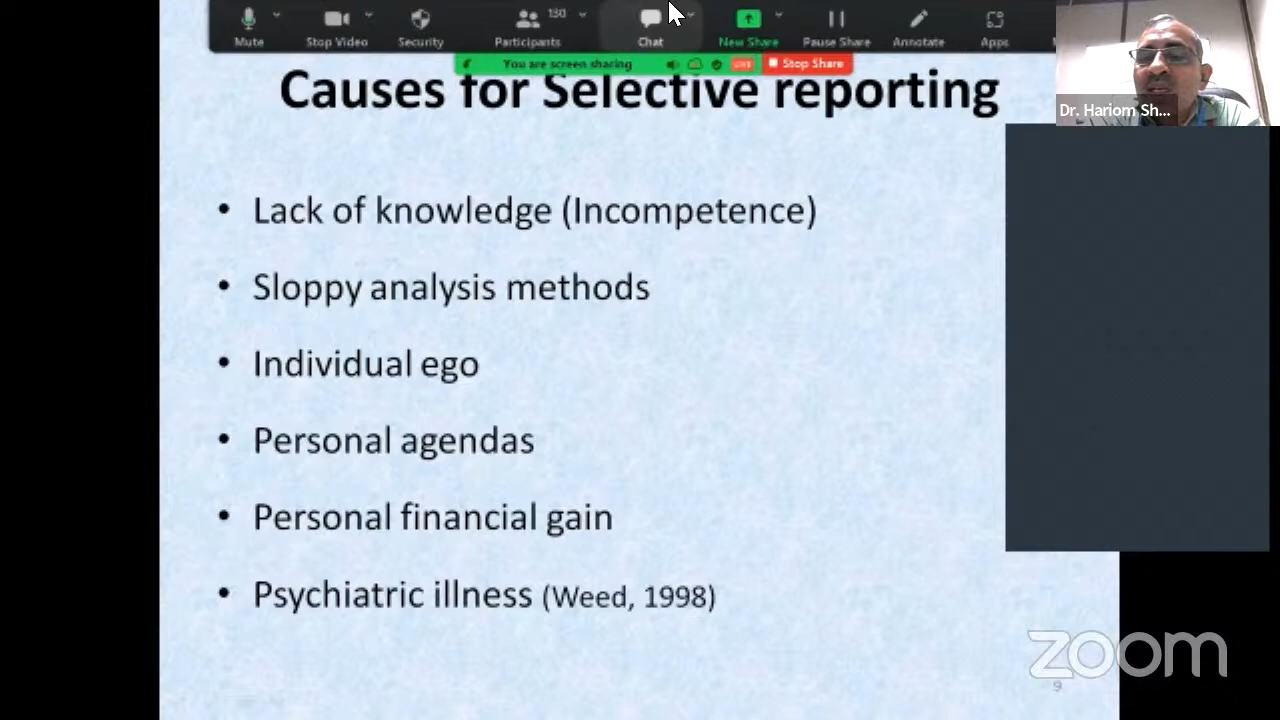 130
Mute
Stop Video
Security
Participants
Chat
New Share
Pause Share
Annotate
Apps
You are screen sharing
LIVE
Stop Share
Causes for Selective reporting
Dr. Hariom Sh...
• Lack of knowledge (Incompetence)
• Sloppy analysis methods
• Individual ego
• Personal agendas
• Personal financial gain
• Psychiatric illness (Weed, 1998)
zoom
9